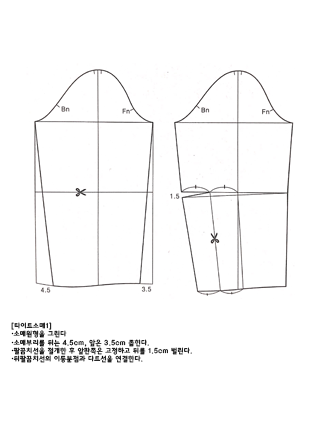 Bn
Fn
Bn
Fn
1.5
4.5
3.5
[타이트소매1]
·소매원형을 그린다
·소매부리를 뒤는 4.5cm, 앞은 3.5cm 줄인다.
·팔꿈치선을 절개한 후 앞판쪽은 고정하고 뒤를 1.5cm 벌린다.
·뒤팔꿈치선의 이등분점과 다트선을 연결한다.